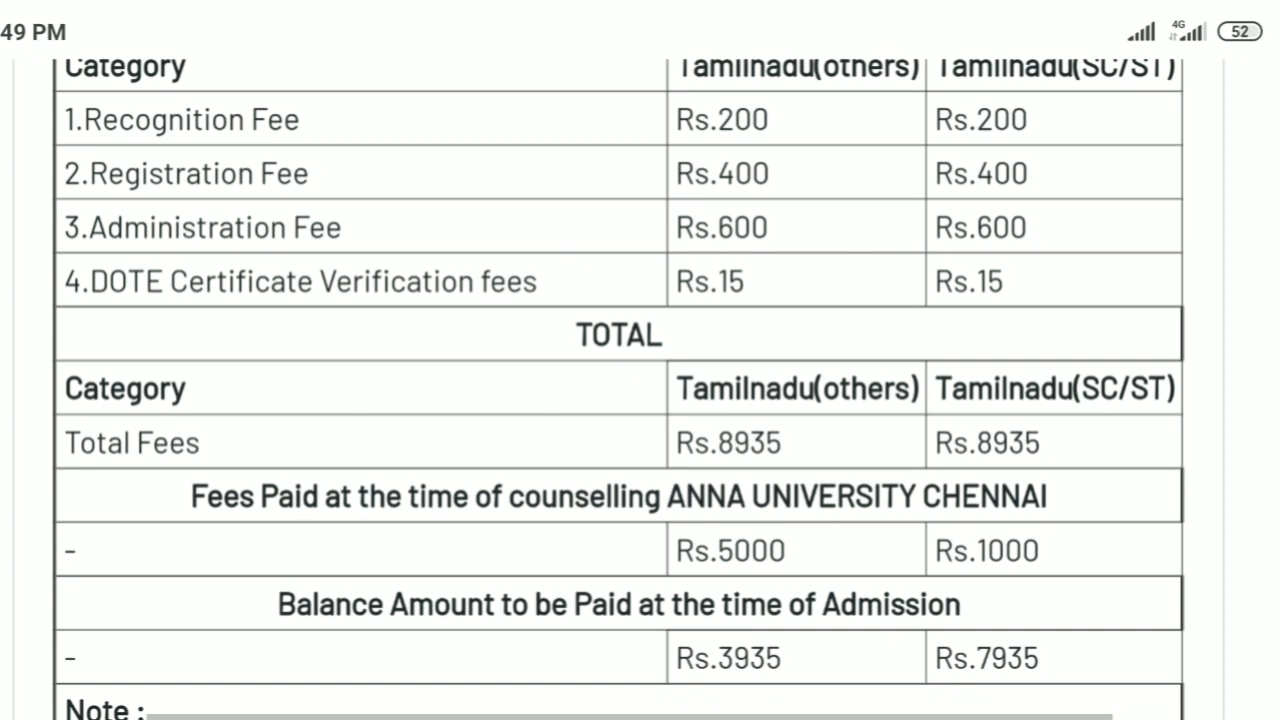 49 PM 4G 52
Category Tamilnadu(others) Tamilnadu(SC/ST)
1.Recognition Fee Rs.200 Rs.200
2.Registration Fee Rs.400 Rs.400
3.Administration Fee Rs.600 Rs.600
4.DOTE Certificate Verification fees Rs.15 Rs.15
TOTAL
Category Tamilnadu(others) Tamilnadu(SC/ST)
Total Fees Rs.8935 Rs.8935
Fees Paid at the time of counselling ANNA UNIVERSITY CHENNAI
- Rs.5000 Rs.1000
Balance Amount to be Paid at the time of Admission
- Rs.3935 Rs.7935
Note :